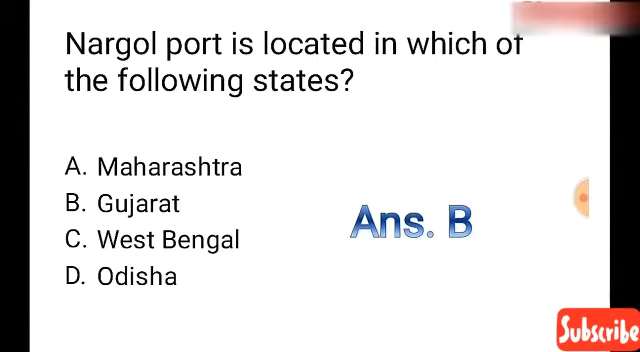 Nargol port is located in which of
the following states?
A. Maharashtra
B. Gujarat
C. West Bengal
D. Odisha
Ans. B
Subscribe